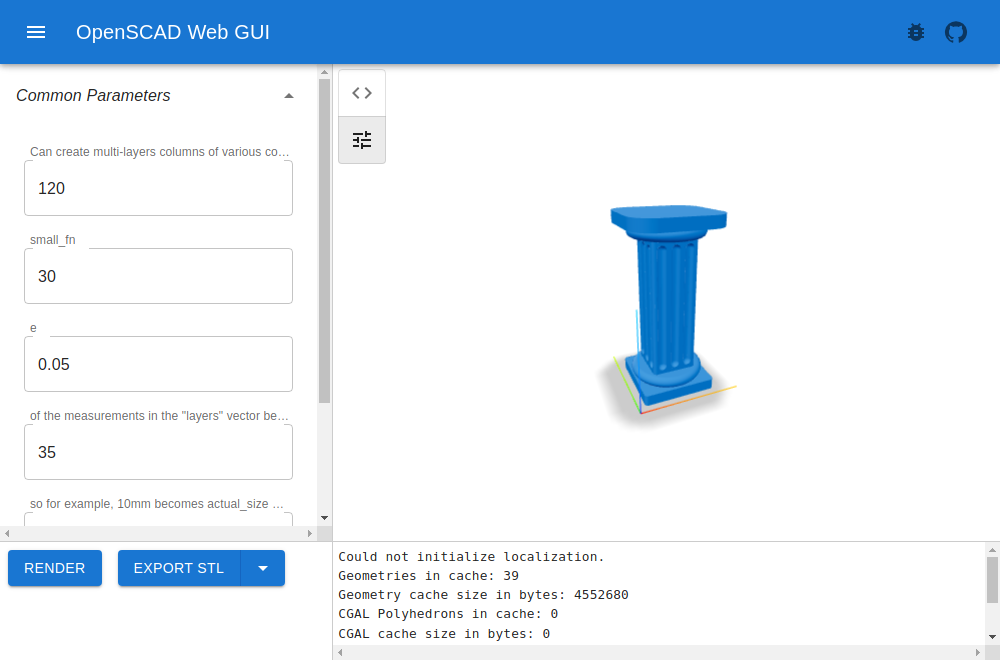 OpenSCAD Web GUI
Common Parameters
Can create multi-layers columns of various co…
120
small_fn
30
e
0.05
of the measurements in the "layers" vector be…
35
so for example, 10mm becomes actual_size …
RENDER
EXPORT STL
Could not initialize localization.
Geometries in cache: 39
Geometry cache size in bytes: 4552680
CGAL Polyhedrons in cache: 0
CGAL cache size in bytes: 0